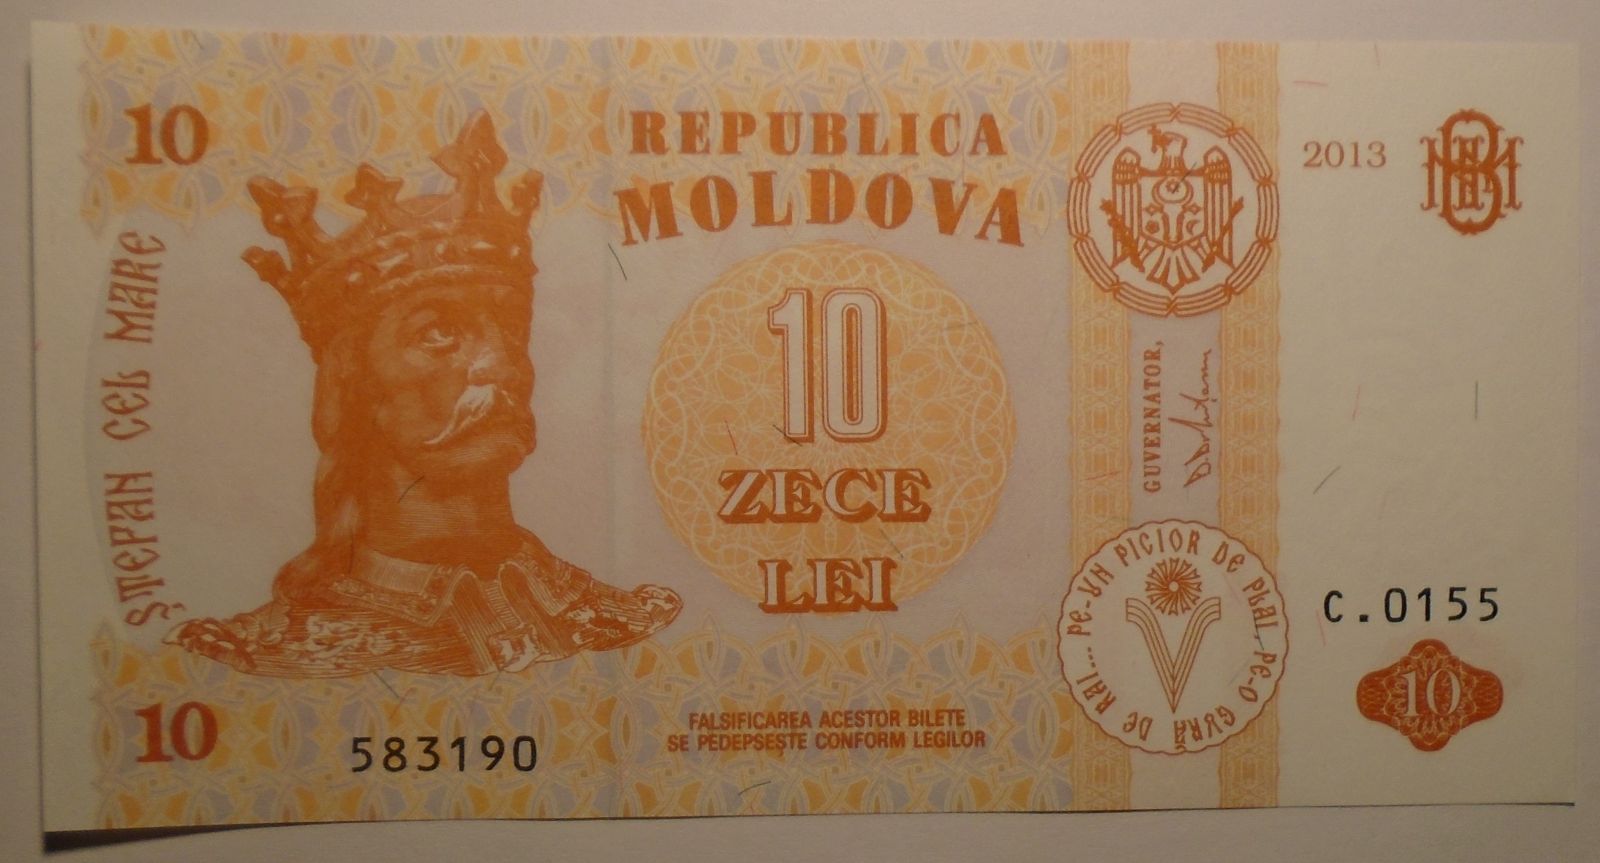 10
REPUBLICA
MOLDOVA
2013
ȘTEFAN CEL MARE
10
ZECE
LEI
GUVERNATOR,
PE-UN PICIOR DE PLAI, PE-O GURĂ DE RAI...
C.0155
10
10
583190
FALSIFICAREA ACESTOR BILETE
SE PEDEPSEȘTE CONFORM LEGILOR